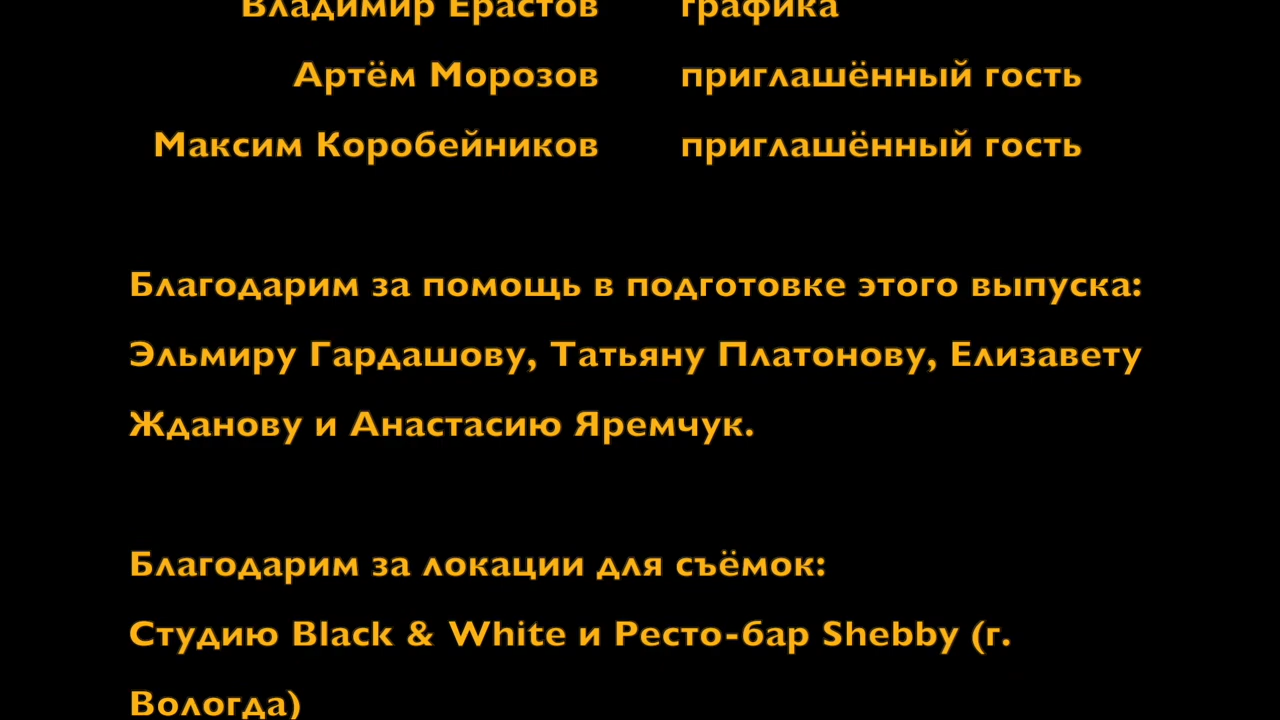 Владимир Ерастов графика
Артём Морозов приглашённый гость
Максим Коробейников приглашённый гость
Благодарим за помощь в подготовке этого выпуска:
Эльмиру Гардашову, Татьяну Платонову, Елизавету
Жданову и Анастасию Яремчук.
Благодарим за локации для съёмок:
Студию Black & White и Ресто-бар Shebby (г.
Вологда)